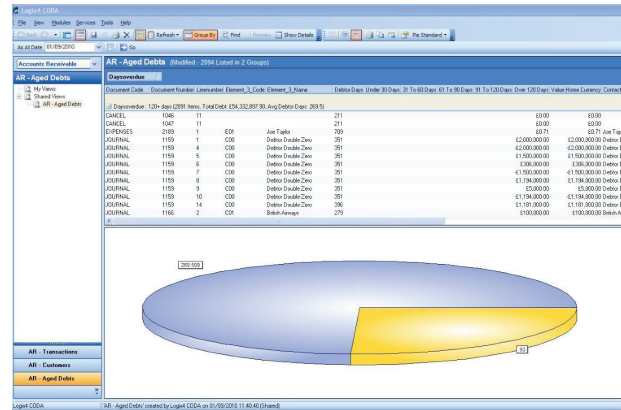 Logix4 CODA
File View Modules Services Tools Help
Back Refresh Group By Find Preview Show Details Pie Standard
As At Date 01/09/2010 Go
Accounts Receivable
AR - Aged Debts
My Views
Shared Views
AR - Aged Debts
AR - Transactions
AR - Customers
AR - Aged Debts
AR - Aged Debts (Modified - 2094 Listed in 2 Groups)
Daysoverdue
Document Code Document Number Linenumber Element_3_Code Element_3_Name Debtor Days Under 30 Days 31 To 60 Days 61 To 90 Days 91 To 120 Days Over 120 Days Value Home Currency Contact
Daysoverdue : 120+ days (2091 Items, Total Debt £54,332,897.90, Avg Debtor Days 269.5)
CANCEL 1046 11 211 £0.00 £0.00
CANCEL 1047 11 211 £0.00 £0.00
EXPENSES 2189 1 E01 Joe Taylor 709 £0.71 £0.71 Joe Tay
JOURNAL 1159 1 C00 Debtor Double Zero 351 £2,000,000.00 £2,000,000.00 Debtor
JOURNAL 1159 4 C00 Debtor Double Zero 351 -£2,000,000.00 -£2,000,000.00 Debtor
JOURNAL 1159 5 C00 Debtor Double Zero 351 £1,500,000.00 £1,500,000.00 Debtor
JOURNAL 1159 6 C00 Debtor Double Zero 351 £306,000.00 £306,000.00 Debtor
JOURNAL 1159 7 C00 Debtor Double Zero 351 -£1,500,000.00 -£1,500,000.00 Debtor
JOURNAL 1159 8 C00 Debtor Double Zero 351 £1,194,000.00 £1,194,000.00 Debtor
JOURNAL 1159 9 C00 Debtor Double Zero 351 £5,000.00 £5,000.00 Debtor
JOURNAL 1159 10 C00 Debtor Double Zero 351 -£1,194,000.00 -£1,194,000.00 Debtor
JOURNAL 1159 14 C00 Debtor Double Zero 396 £1,181,000.00 £1,181,000.00 Debtor
JOURNAL 1166 2 C01 British Airways 279 £100,000.00 £100,000.00 British A
269.509
92
Logix4 CODA 'AR - Aged Debts' created by Logix4 CODA on 01/09/2010 11:40:40 (Shared)